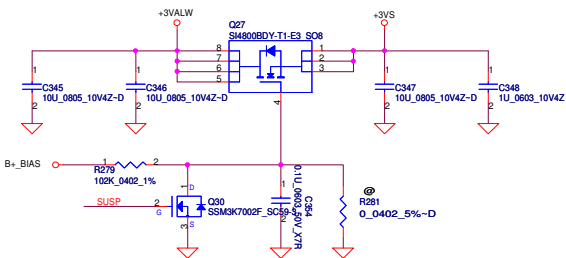 +3VALW
+3VS
Q27
SI4800BDY-T1-E3_SO8
8
7
6
5
1
2
3
4
1
C345
2
10U_0805_10V4Z~D
1
C346
2
10U_0805_10V4Z~D
1
C347
2
10U_0805_10V4Z~D
1
C348
2
1U_0603_10V4Z
B+_BIAS
1
2
R279
102K_0402_1%
SUSP
2
G
1
D
3
S
Q30
SSM3K7002F_SC59-3
1
2
C354
0.1U_0603_50V_X7R
@
R281
0_0402_5%~D